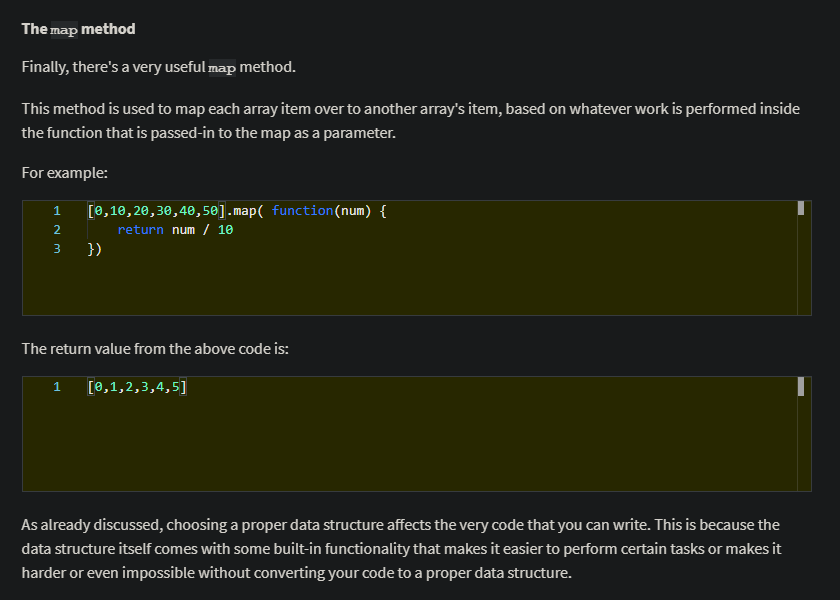 The map method
Finally, there's a very useful map method.
This method is used to map each array item over to another array's item, based on whatever work is performed inside
the function that is passed-in to the map as a parameter.
For example:
1 [0,10,20,30,40,50].map( function(num) {
2     return num / 10
3 })
The return value from the above code is:
1 [0,1,2,3,4,5]
As already discussed, choosing a proper data structure affects the very code that you can write. This is because the
data structure itself comes with some built-in functionality that makes it easier to perform certain tasks or makes it
harder or even impossible without converting your code to a proper data structure.